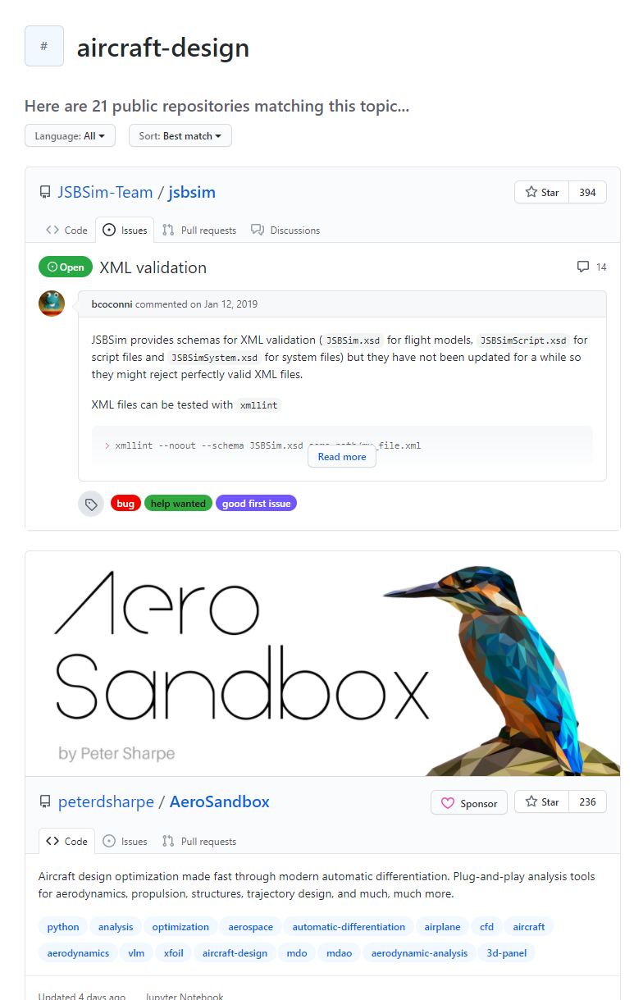 # aircraft-design
Here are 21 public repositories matching this topic...
Language: All Sort: Best match
JSBSim-Team / jsbsim Star 394
Code Issues Pull requests Discussions
Open XML validation 14
bcoconni commented on Jan 12, 2019
JSBSim provides schemas for XML validation ( JSBSim.xsd for flight models, JSBSimScript.xsd for
script files and JSBSimSystem.xsd for system files) but they have not been updated for a while so
they might reject perfectly valid XML files.
XML files can be tested with xmllint
> xmllint --noout --schema JSBSim.xsd some_path/my_file.xml
Read more
bug help wanted good first issue
Aero
Sandbox
by Peter Sharpe
peterdsharpe / AeroSandbox Sponsor Star 236
Code Issues Pull requests
Aircraft design optimization made fast through modern automatic differentiation. Plug-and-play analysis tools
for aerodynamics, propulsion, structures, trajectory design, and much, much more.
python analysis optimization aerospace automatic-differentiation airplane cfd aircraft
aerodynamics vlm xfoil aircraft-design mdo mdao aerodynamic-analysis 3d-panel
Updated 4 days ago Jupyter Notebook